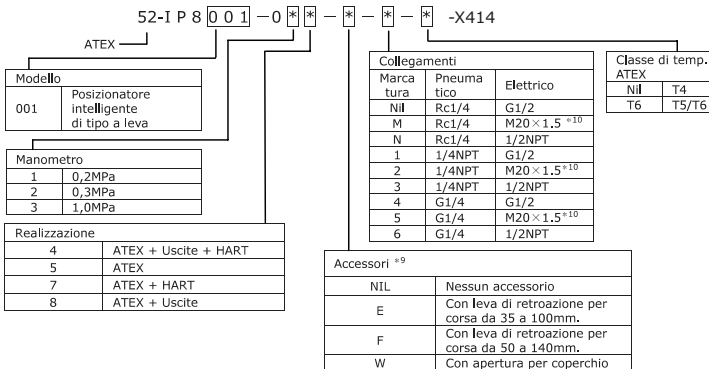 52-I P 8 0 0 1 −0 * * − * − * − * -X414
ATEX
Modello
001 Posizionatore
intelligente
di tipo a leva
Manometro
1 0,2MPa
2 0,3MPa
3 1,0MPa
Realizzazione
4 ATEX + Uscite + HART
5 ATEX
7 ATEX + HART
8 ATEX + Uscite
Collegamenti
Marca
tura Pneuma
tico Elettrico
Nil Rc1/4 G1/2
M Rc1/4 M20×1.5 *10
N Rc1/4 1/2NPT
1 1/4NPT G1/2
2 1/4NPT M20×1.5*10
3 1/4NPT 1/2NPT
4 G1/4 G1/2
5 G1/4 M20×1.5*10
6 G1/4 1/2NPT
Classe di temp.
ATEX
Nil T4
T6 T5/T6
Accessori *9
NIL Nessun accessorio
E Con leva di retroazione per
corsa da 35 a 100mm.
F Con leva di retroazione per
corsa da 50 a 140mm.
W Con apertura per coperchio